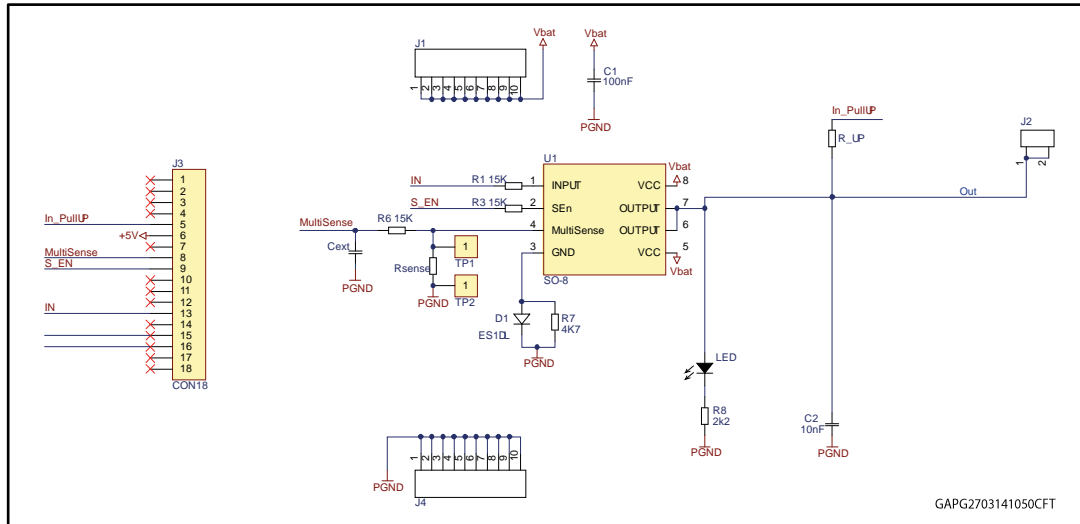 Vbat
Vbat
J1
1 2 3 4 5 6 7 8 9 10
C1
100nF
PGND
In_PullUP
R_UP
J2
1 2
Out
J3
1
2
3
4
In_PullUP 5
+5V 6
7
MultiSense 8
S_EN 9
10
11
12
IN 13
14
15
16
17
18
CON18
U1
Vbat
IN R1 15K 1 INPUT VCC 8
S_EN R3 15K 2 SEn OUTPUT 7
MultiSense R6 15K 4 MultiSense OUTPUT 6
3 GND VCC 5
Vbat
SO-8
Cext
PGND
Rsense
1
TP1
1
TP2
PGND
D1
ES1DL
R7
4K7
PGND
LED
R8
2k2
PGND
C2
10nF
PGND
1 2 3 4 5 6 7 8 9 10
PGND
J4
GAPG2703141050CFT